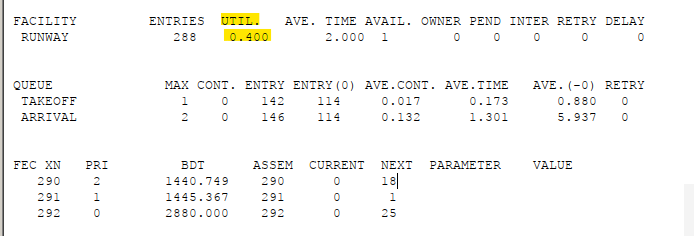 FACILITY ENTRIES UTIL. AVE. TIME AVAIL. OWNER PEND INTER RETRY DELAY
RUNWAY 288 0.400 2.000 1 0 0 0 0 0
QUEUE MAX CONT. ENTRY ENTRY(0) AVE.CONT. AVE.TIME AVE.(-0) RETRY
TAKEOFF 1 0 142 114 0.017 0.173 0.880 0
ARRIVAL 2 0 146 114 0.132 1.301 5.937 0
FEC XN PRI BDT ASSEM CURRENT NEXT PARAMETER VALUE
290 2 1440.749 290 0 18
291 1 1445.367 291 0 1
292 0 2880.000 292 0 25